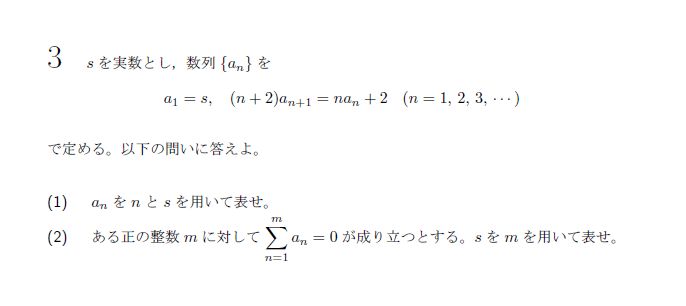 3 s を実数とし，数列 {a_n} を
a_1 = s, (n + 2)a_{n+1} = na_n + 2 (n = 1, 2, 3, ⋯)
で定める。以下の問いに答えよ。
(1) a_n を n と s を用いて表せ。
(2) ある正の整数 m に対して \sum_{n=1}^{m} a_n = 0 が成り立つとする。s を m を用いて表せ。